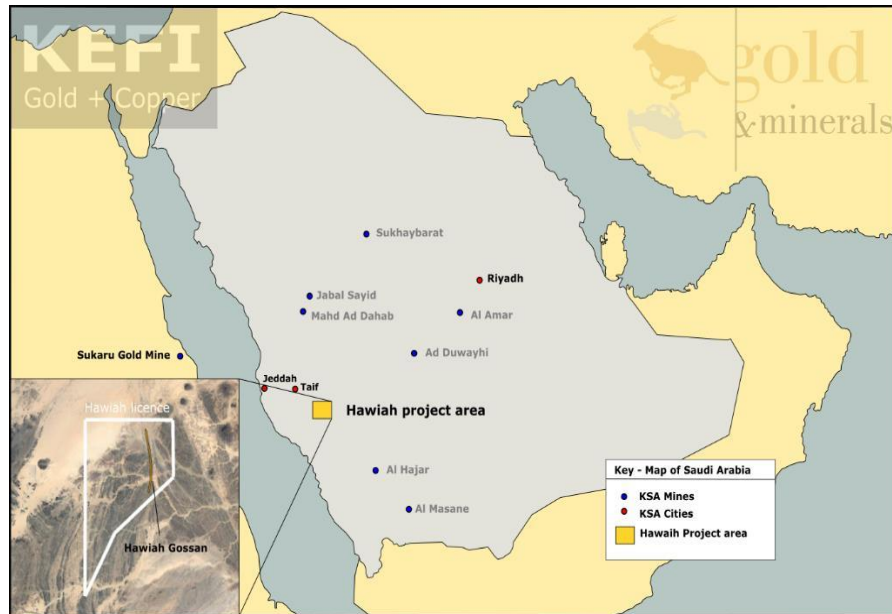 KEFI
Gold + Copper
gold
&minerals
Sukhaybarat
Riyadh
Jabal Sayid
Mahd Ad Dahab
Al Amar
Sukaru Gold Mine
Ad Duwayhi
Jeddah
Taif
Hawiah project area
Hawiah licence
Hawiah Gossan
Al Hajar
Al Masane
Key - Map of Saudi Arabia
KSA Mines
KSA Cities
Hawaih Project area